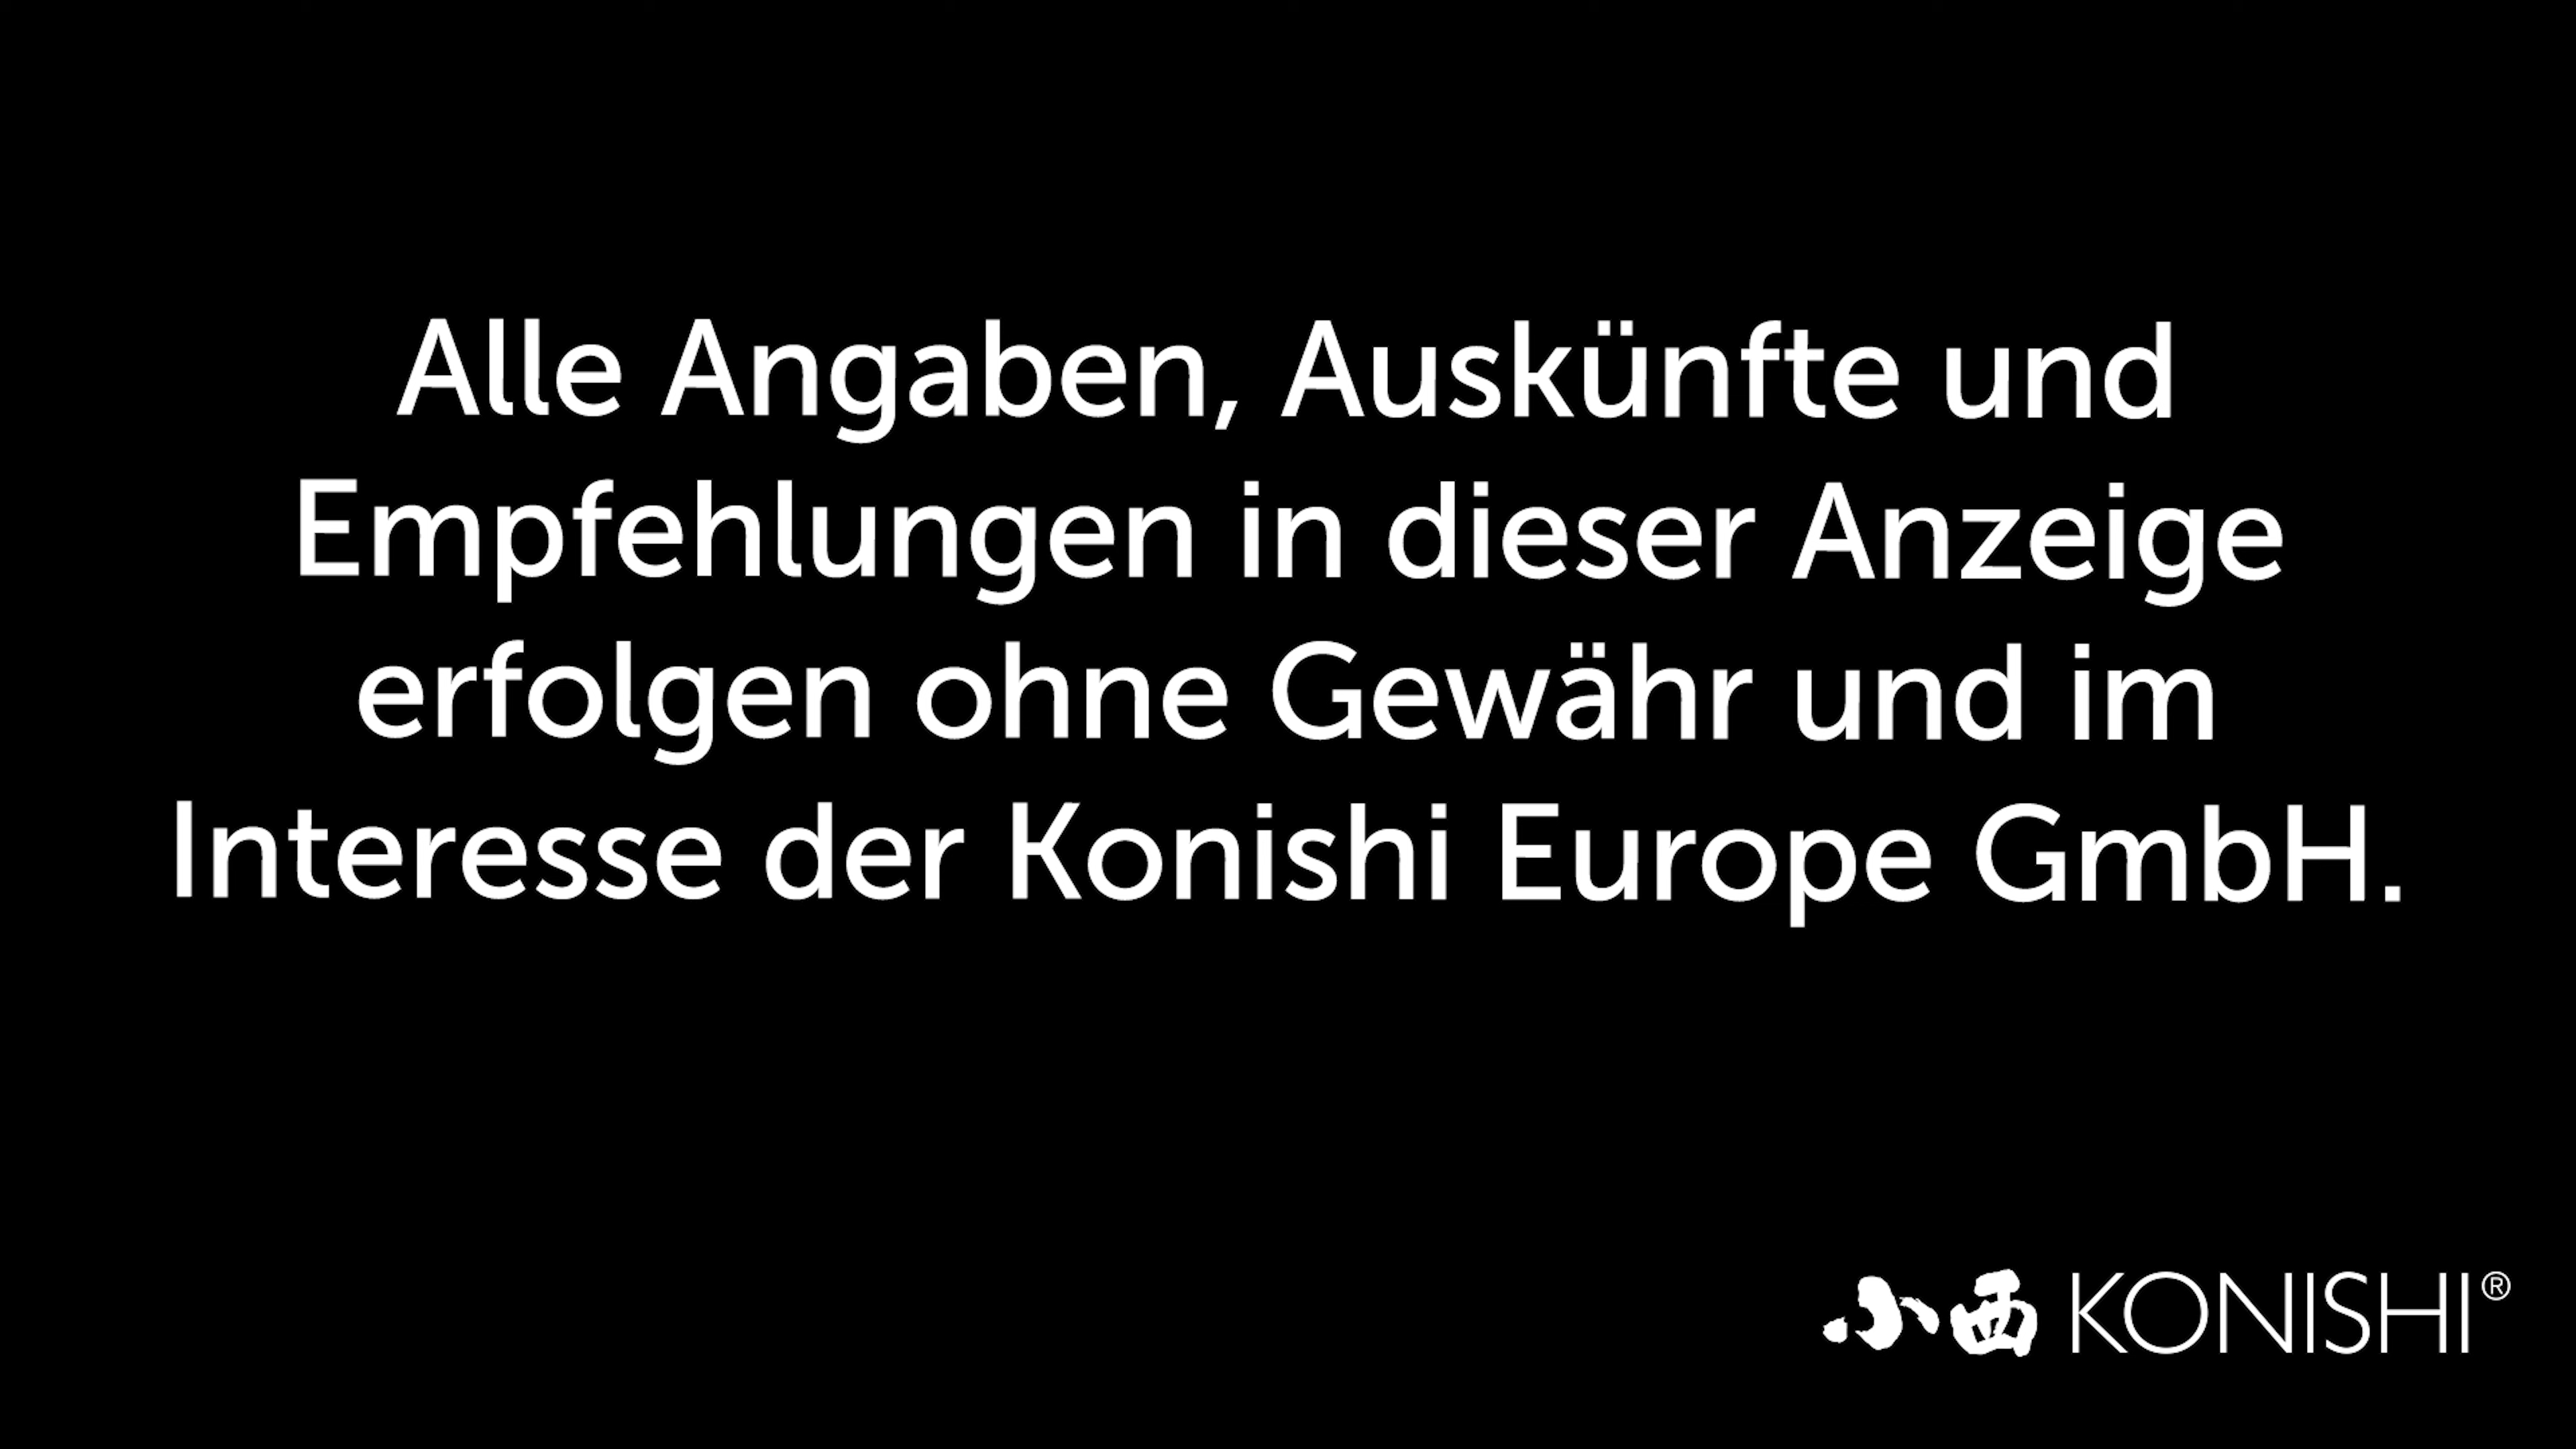 Alle Angaben, Auskünfte und
Empfehlungen in dieser Anzeige
erfolgen ohne Gewähr und im
Interesse der Konishi Europe GmbH.
小西 KONISHI®